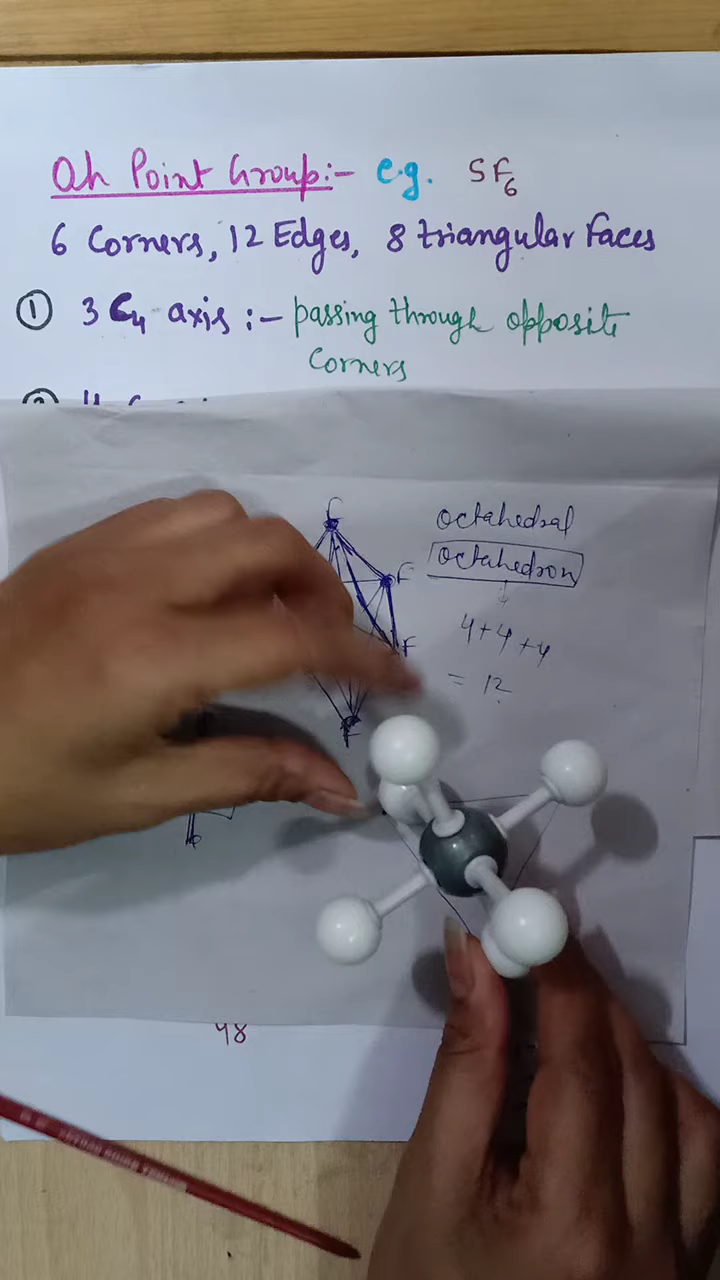 Oh Point Group:- e.g. SF6
6 Corners, 12 Edges, 8 triangular Faces
① 3 C4 axis :- passing through opposite
Corners
octahedral
octahedron
F
F
4+4+4
= 12
F
48